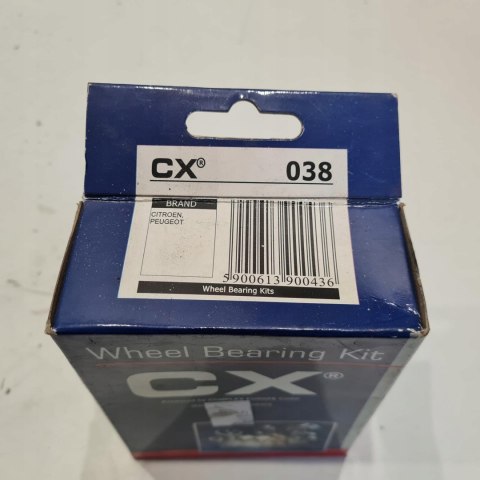 CX® 038
BRAND
CITROEN,
PEUGEOT
5 900613 900436
Wheel Bearing Kits
Wheel Bearing Kit
CX®